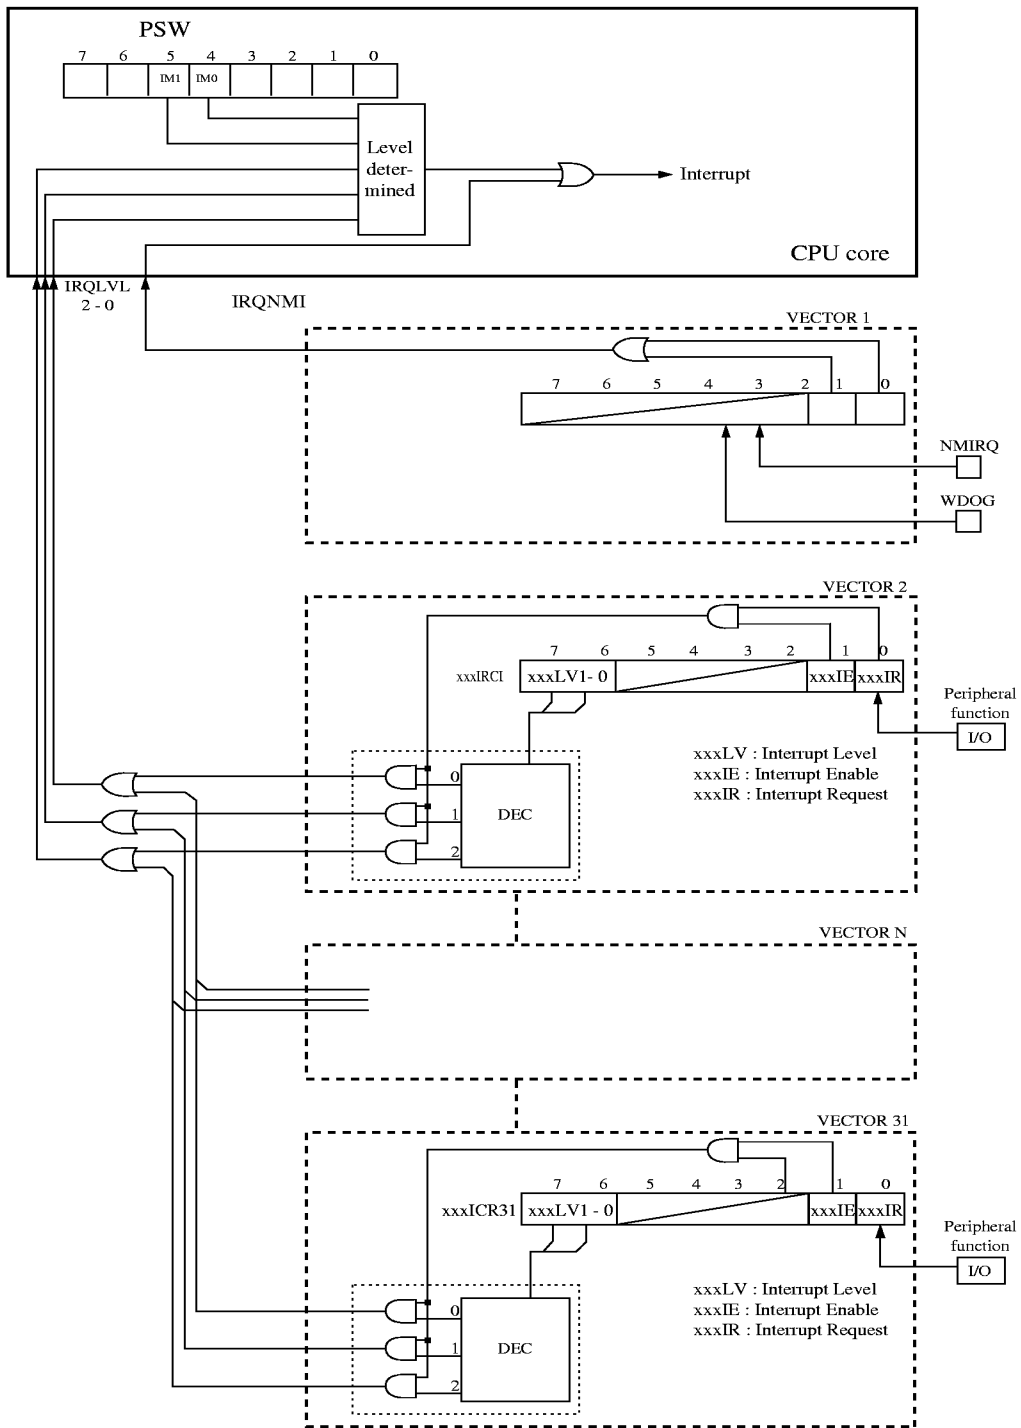 PSW
7 6 5 4 3 2 1 0
IM1 IM0
Level
deter-
mined
Interrupt
CPU core
IRQLVL
2 - 0
IRQNMI
VECTOR 1
7 6 5 4 3 2 1 0
NMIRQ
WDOG
VECTOR 2
7 6 5 4 3 2 1 0
xxxIRCI xxxLV1- 0 xxxIE xxxIR
Peripheral
function
I/O
xxxLV : Interrupt Level
xxxIE : Interrupt Enable
xxxIR : Interrupt Request
0
1
2
DEC
VECTOR N
VECTOR 31
7 6 5 4 3 2 1 0
xxxICR31 xxxLV1 - 0 xxxIE xxxIR
Peripheral
function
I/O
xxxLV : Interrupt Level
xxxIE : Interrupt Enable
xxxIR : Interrupt Request
0
1
2
DEC